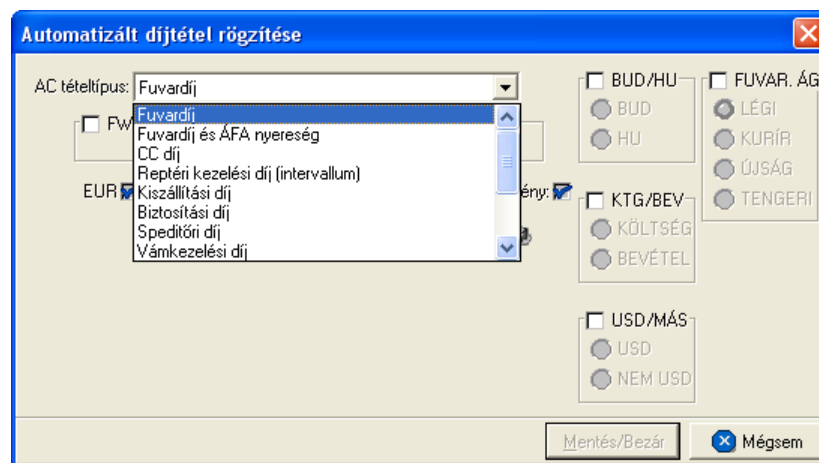 Automatizált díjtétel rögzítése
AC tételtípus: Fuvardíj
Fuvardíj
Fuvardíj és ÁFA nyereség
CC díj
Reptéri kezelési díj (intervallum)
Kiszállítási díj
Biztosítási díj
Speditőri díj
Vámkezelési díj
FW
EUR
ény:
BUD/HU
BUD
HU
KTG/BEV
KÖLTSÉG
BEVÉTEL
USD/MÁS
USD
NEM USD
FUVAR. ÁG
LÉGI
KURÍR
ÚJSÁG
TENGERI
Mentés/Bezár
Mégsem